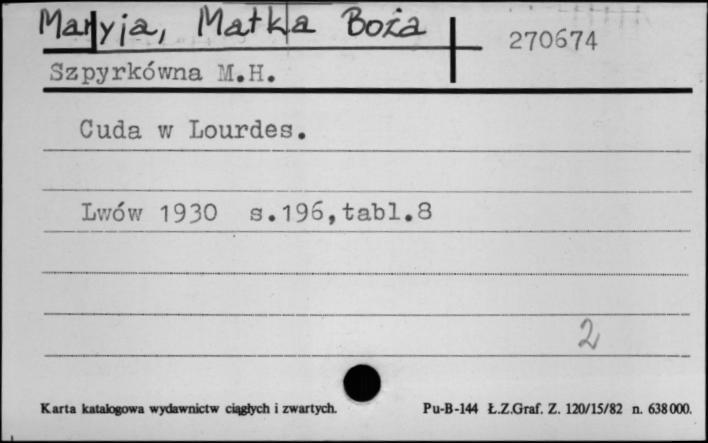 Maryja, Matka Boża
270674
Szpyrkówna M.H.
Cuda w Lourdes.
Lwów 1930 s.196,tabl.8
2
Karta katalogowa wydawnictw ciągłych i zwartych. Pu-B-144 Ł.Z.Graf. Z. 120/15/82 n. 638000.